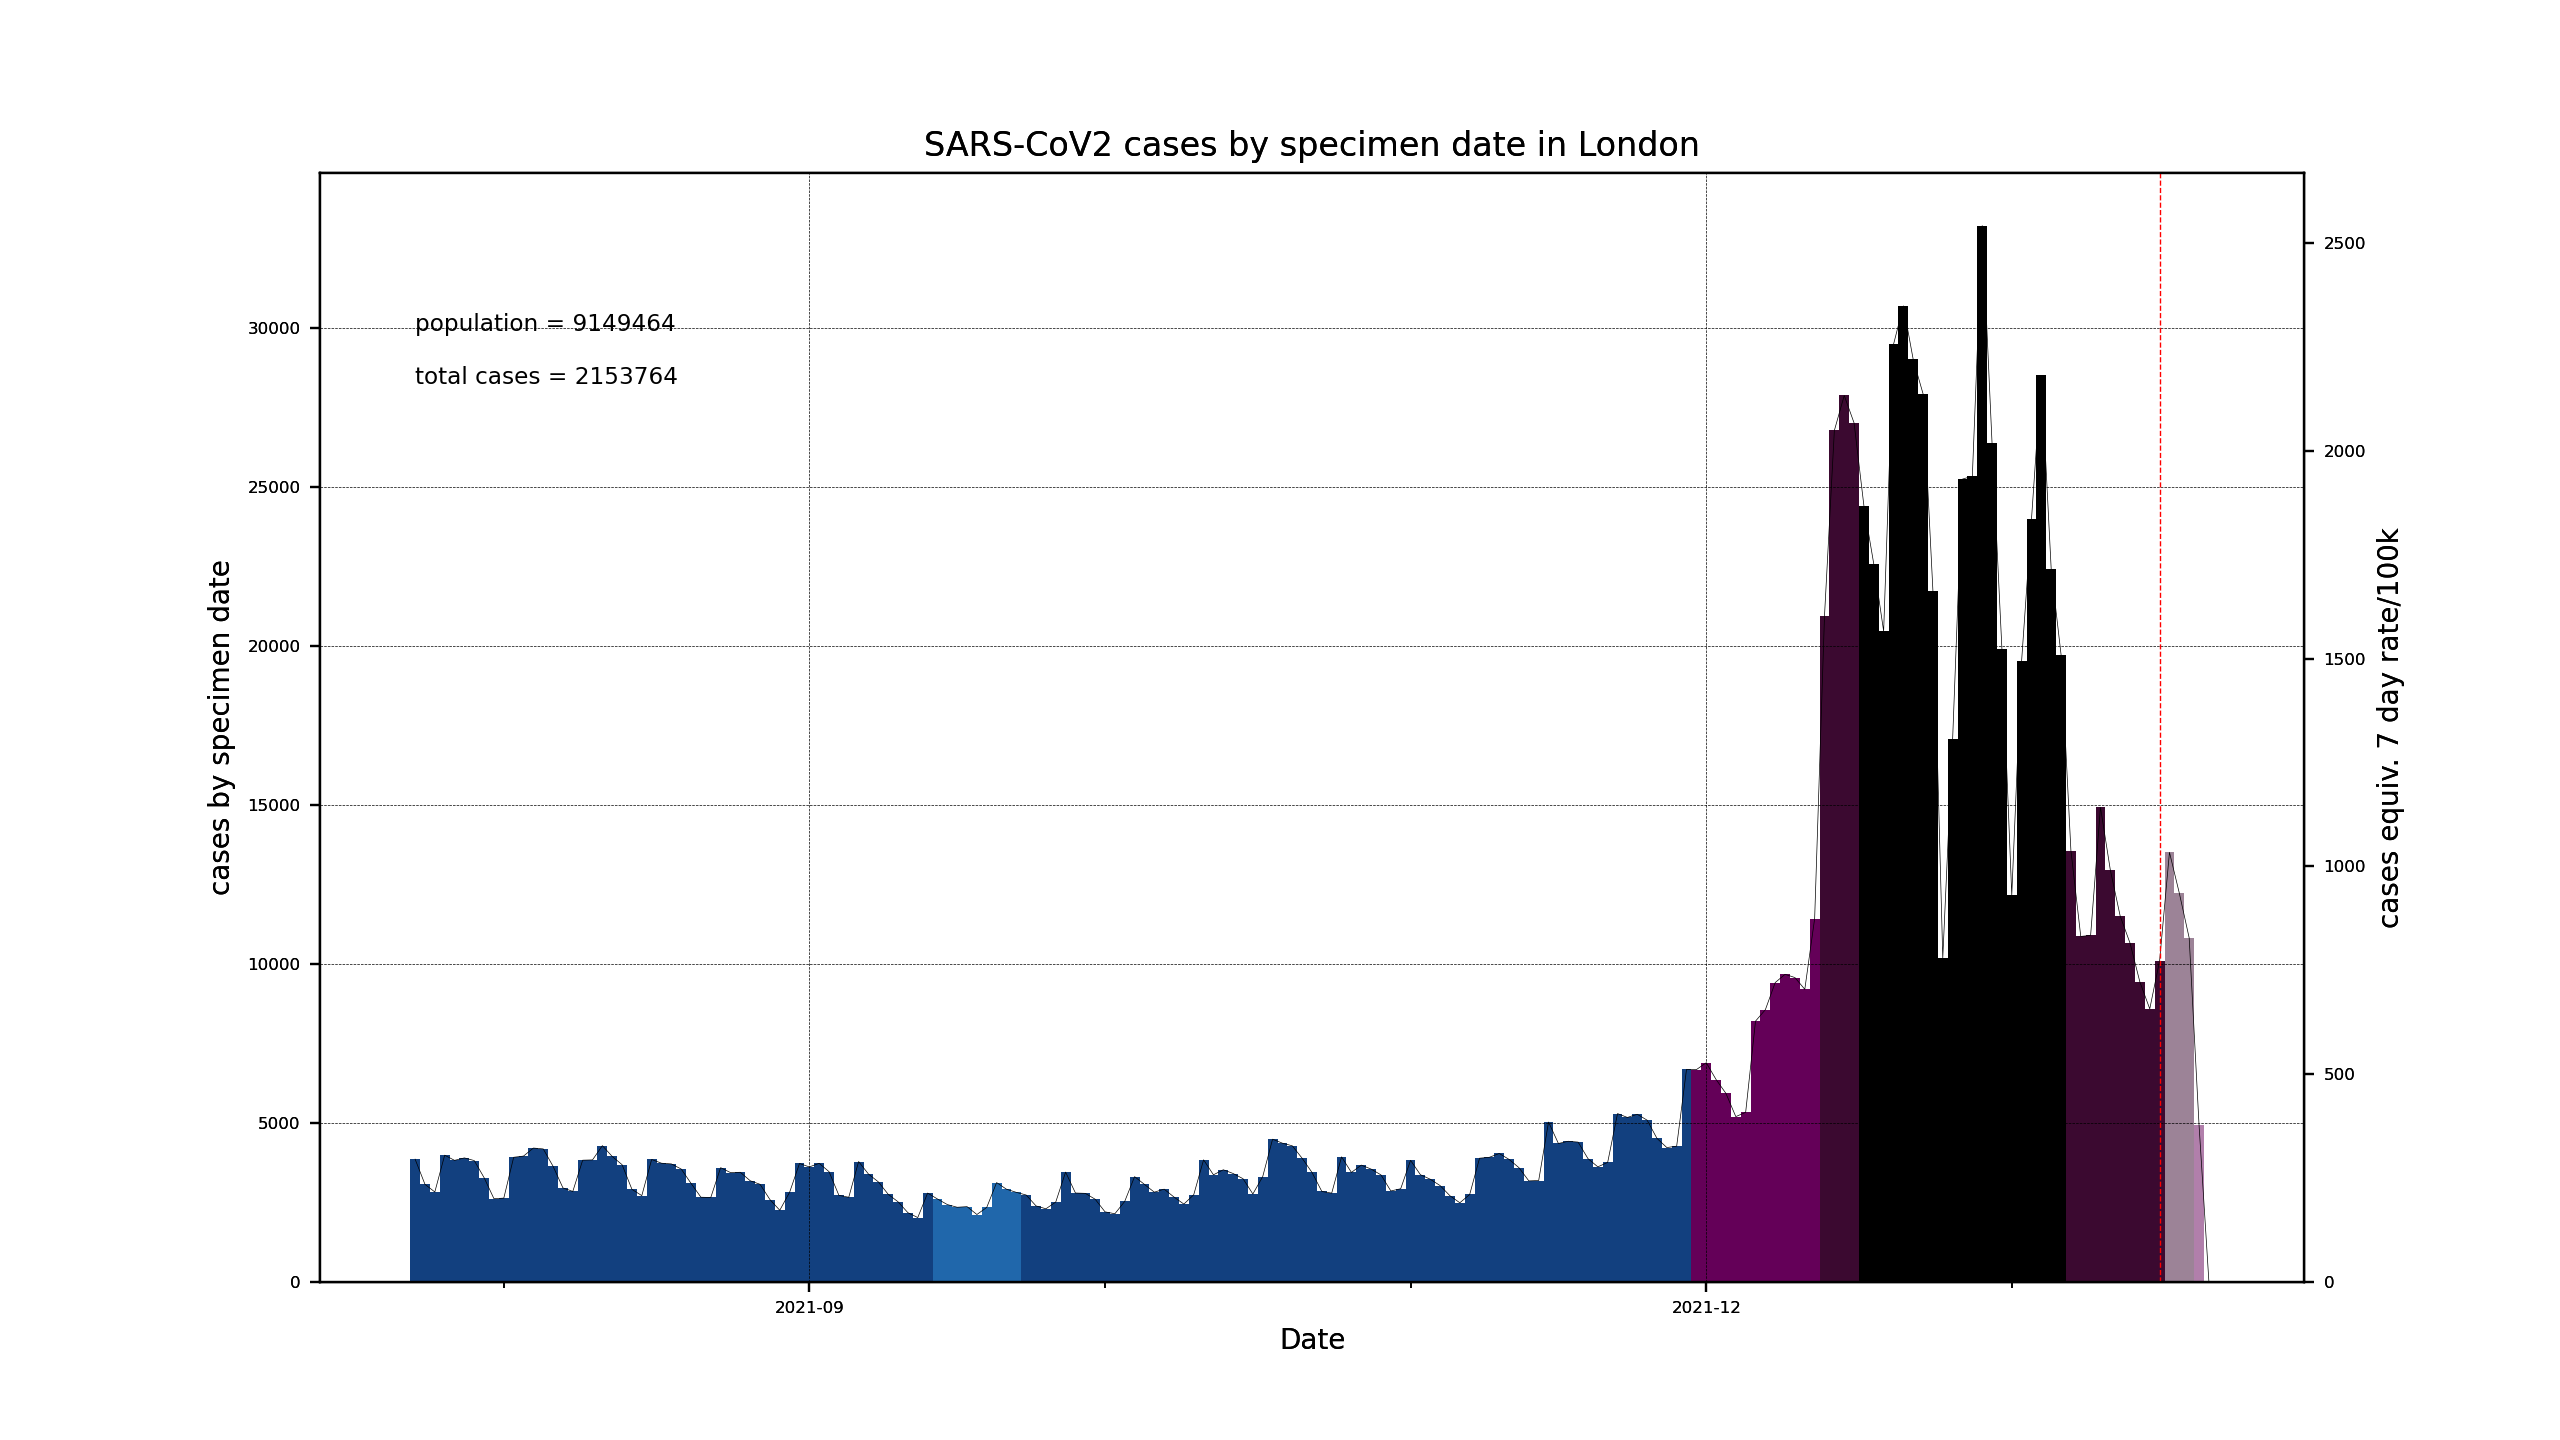 SARS-CoV2 cases by specimen date in London
population = 9149464
total cases = 2153764
cases by specimen date
30000
25000
20000
15000
10000
5000
0
2500
2000
1500
1000
500
0
cases equiv. 7 day rate/100k
2021-09
2021-12
Date